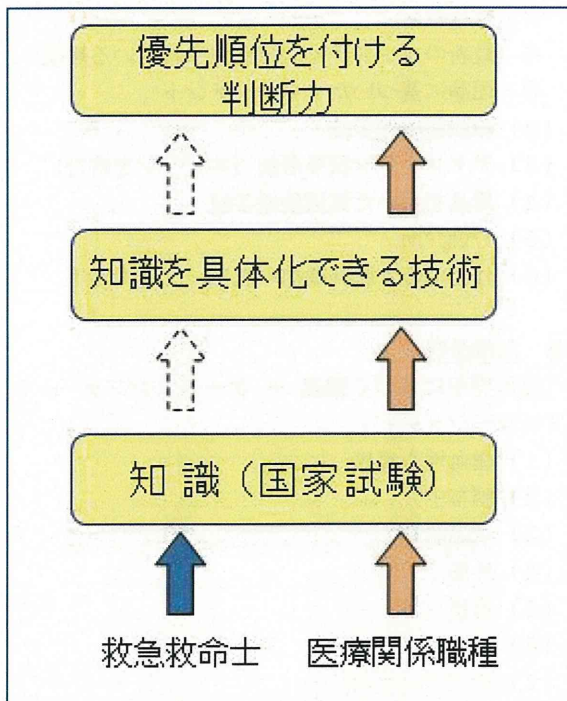 優先順位を付ける
判断力
知識を具体化できる技術
知 識（国家試験）
救急救命士
医療関係職種